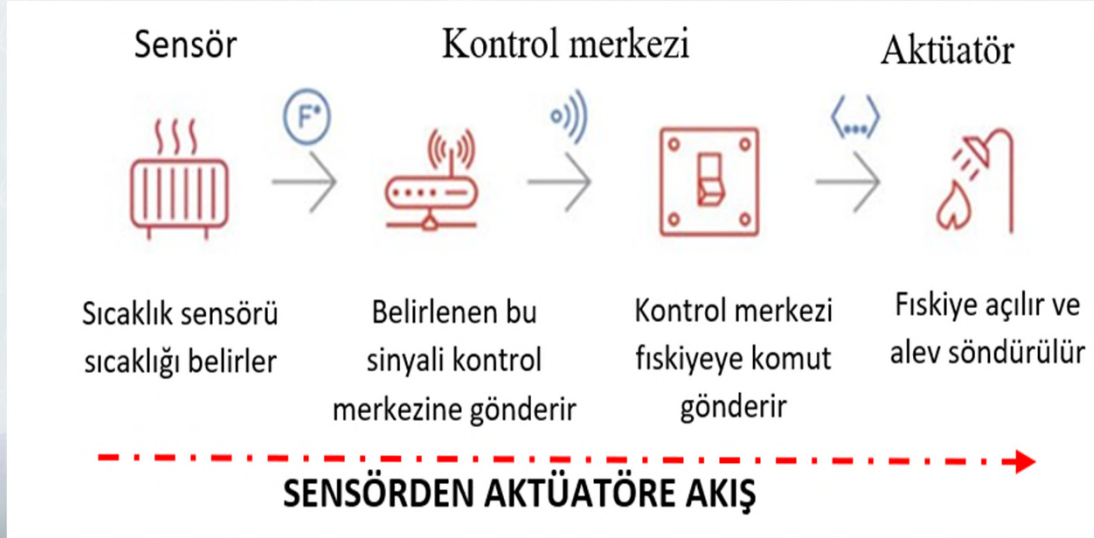 Sensör
Kontrol merkezi
Aktüatör
F°
Sıcaklık sensörü
sıcaklığı belirler
Belirlenen bu
sinyali kontrol
merkezine gönderir
Kontrol merkezi
fıskiyeye komut
gönderir
Fıskiye açılır ve
alev söndürülür
SENSÖRDEN AKTÜATÖRE AKIŞ